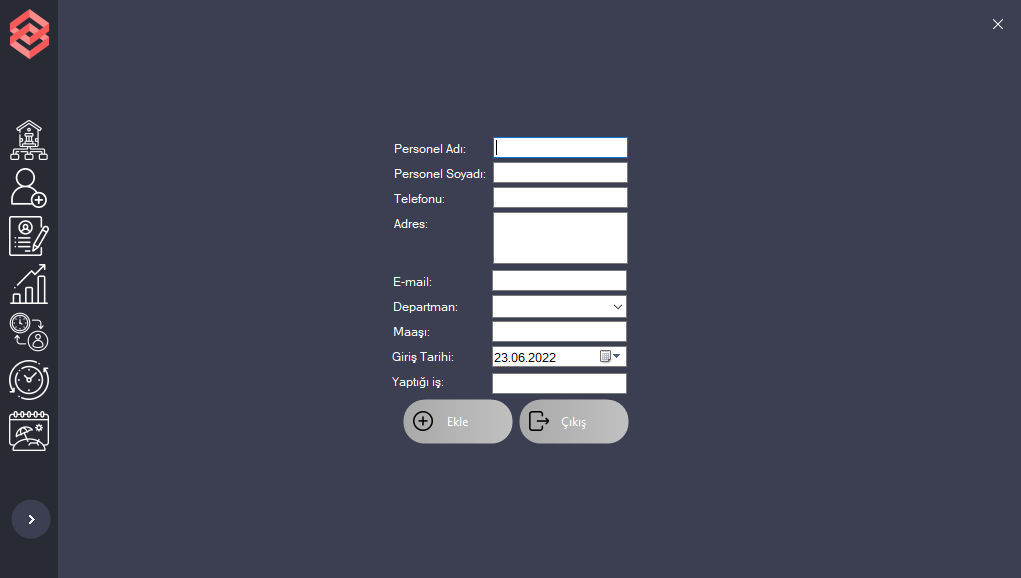 Personel Adı:
Personel Soyadı:
Telefonu:
Adres:
E-mail:
Departman:
Maaşı:
Giriş Tarihi: 23.06.2022
Yaptığı iş:
Ekle Çıkış